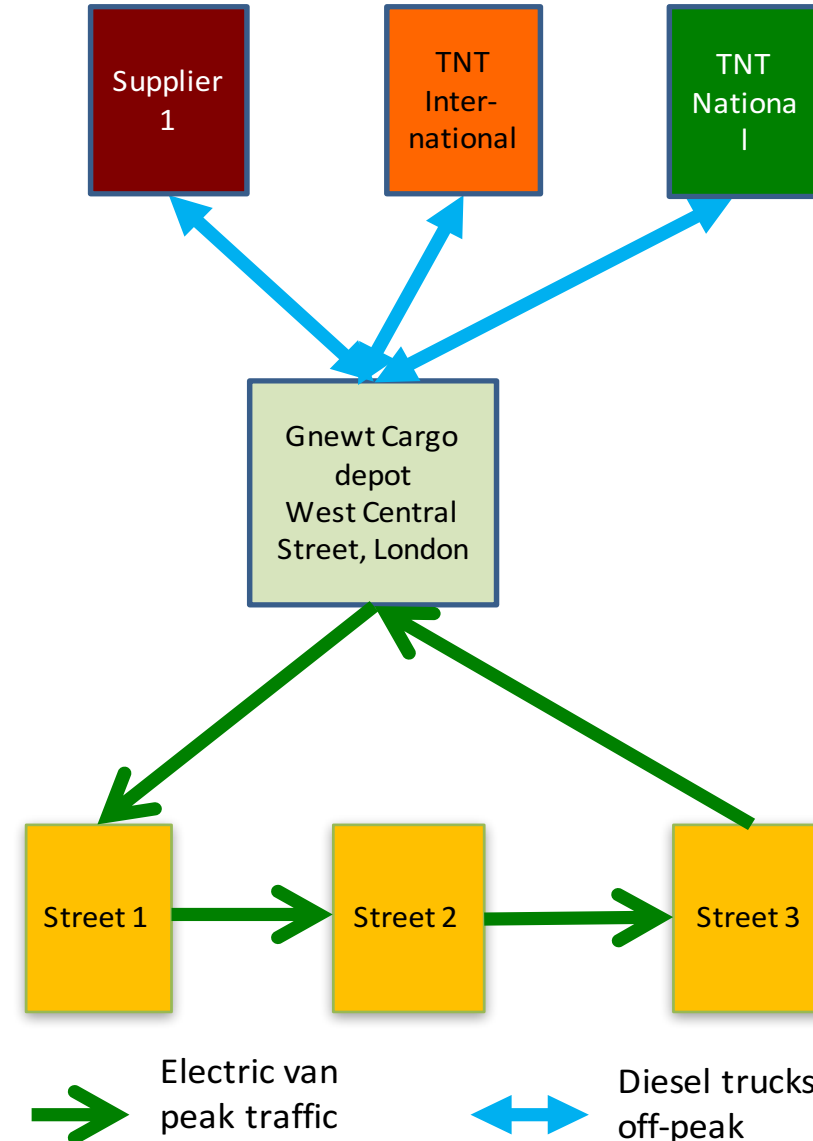 Supplier
1
TNT
Inter-
national
TNT
Nationa
l
Gnewt Cargo
depot
West Central
Street, London
Street 1
Street 2
Street 3
Electric van
peak traffic
Diesel trucks
off-peak